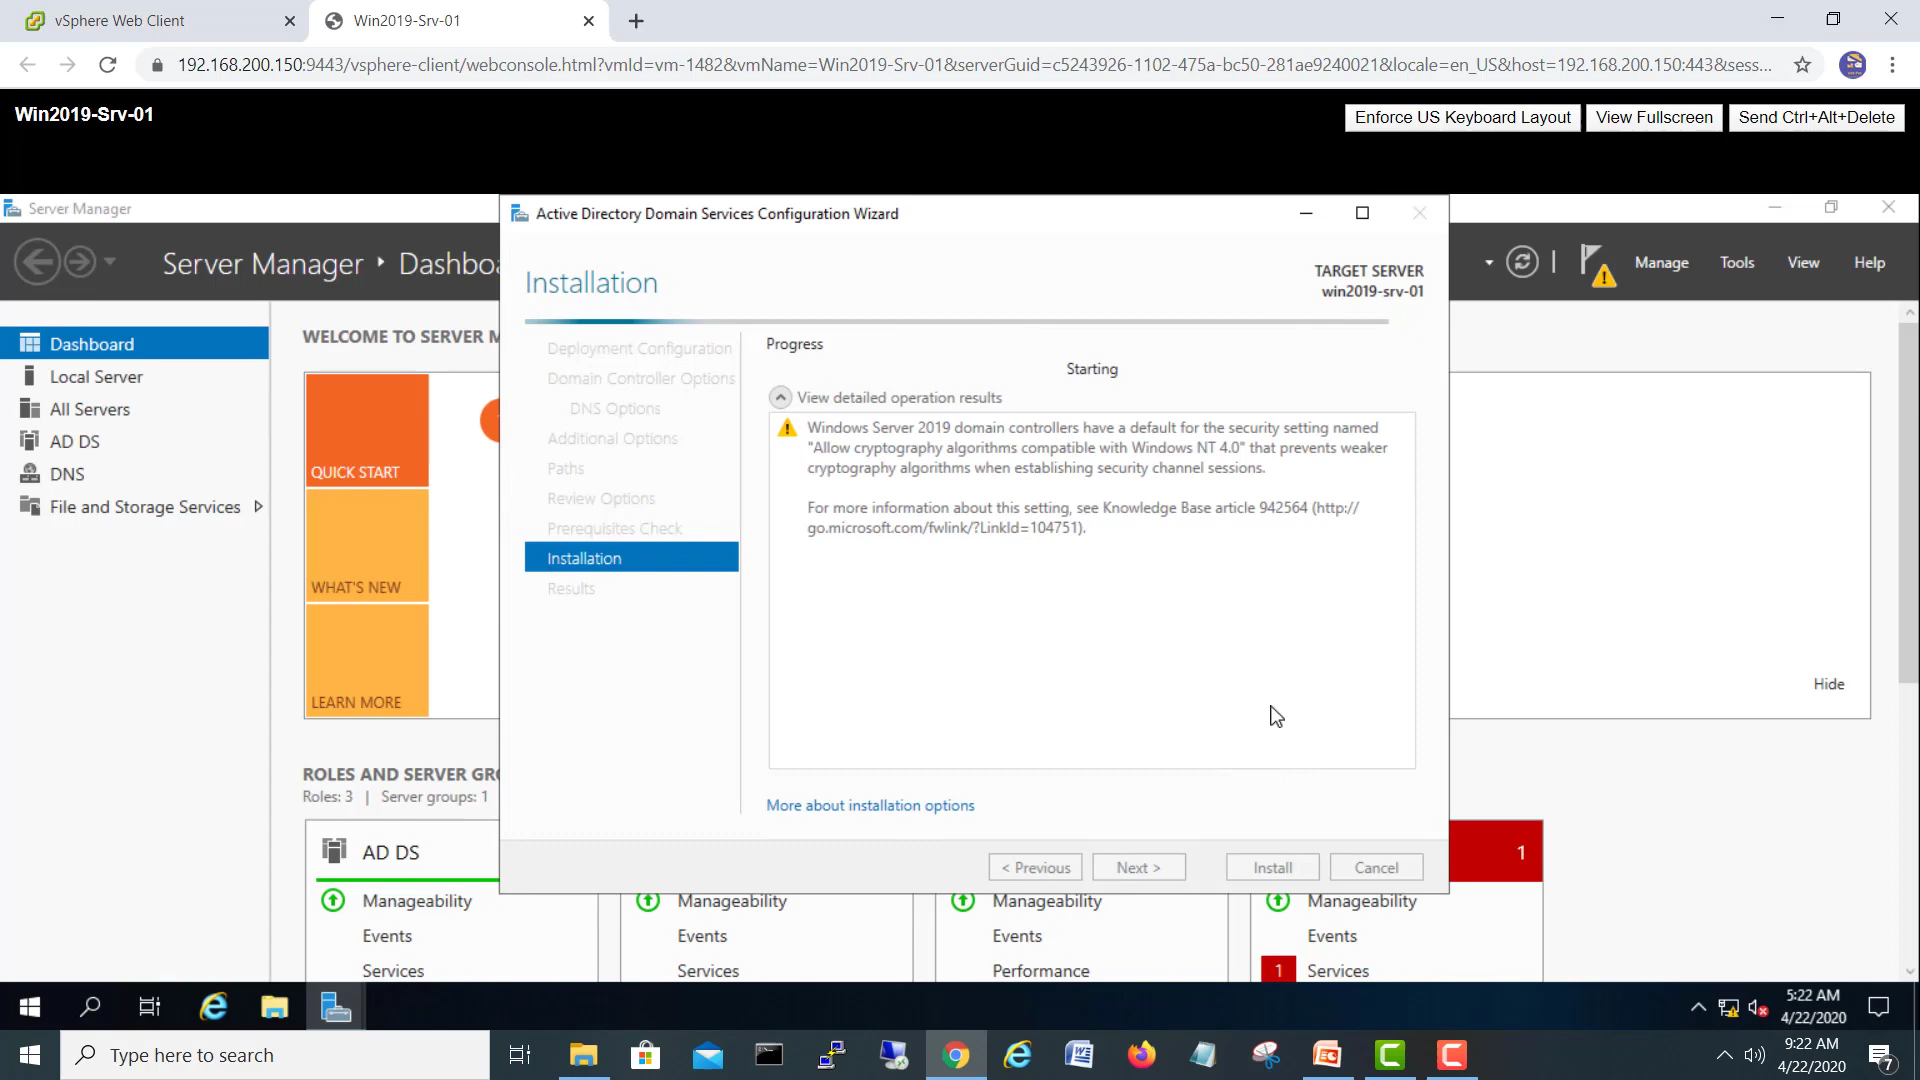 vSphere Web Client
Win2019-Srv-01
192.168.200.150:9443/vsphere-client/webconsole.html?vmId=vm-1482&vmName=Win2019-Srv-01&serverGuid=c5243926-1102-475a-bc50-281ae9240021&locale=en_US&host=192.168.200.150:443&sess...
Win2019-Srv-01
Enforce US Keyboard Layout
View Fullscreen
Send Ctrl+Alt+Delete
Server Manager
Server Manager
Dashboa
Manage
Tools
View
Help
Dashboard
Local Server
All Servers
AD DS
DNS
File and Storage Services
WELCOME TO SERVER M
QUICK START
WHAT'S NEW
LEARN MORE
Hide
ROLES AND SERVER GRO
Roles: 3 | Server groups: 1
Active Directory Domain Services Configuration Wizard
Installation
TARGET SERVER
win2019-srv-01
Deployment Configuration
Domain Controller Options
DNS Options
Additional Options
Paths
Review Options
Prerequisites Check
Installation
Results
Progress
Starting
View detailed operation results
Windows Server 2019 domain controllers have a default for the security setting named
"Allow cryptography algorithms compatible with Windows NT 4.0" that prevents weaker
cryptography algorithms when establishing security channel sessions.
For more information about this setting, see Knowledge Base article 942564 (http://
go.microsoft.com/fwlink/?LinkId=104751).
More about installation options
< Previous
Next >
Install
Cancel
AD DS
1
Manageability
Events
Services
Manageability
Events
Services
Manageability
Events
Performance
Manageability
Events
1
Services
5:22 AM
4/22/2020
Type here to search
9:22 AM
4/22/2020
7